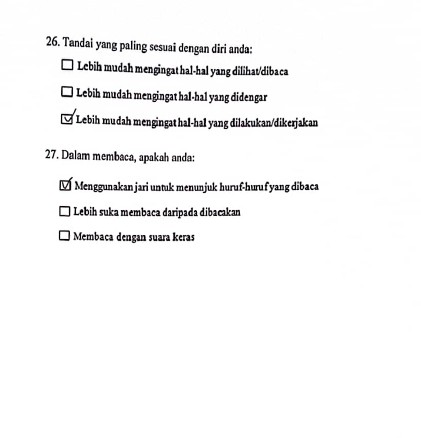 26. Tandai yang paling sesuai dengan diri anda:
Lebih mudah mengingat hal-hal yang dilihat/dibaca
Lebih mudah mengingat hal-hal yang didengar
Lebih mudah mengingat hal-hal yang dilakukan/dikerjakan
27. Dalam membaca, apakah anda:
Menggunakan jari untuk menunjuk huruf-huruf yang dibaca
Lebih suka membaca daripada dibacakan
Membaca dengan suara keras